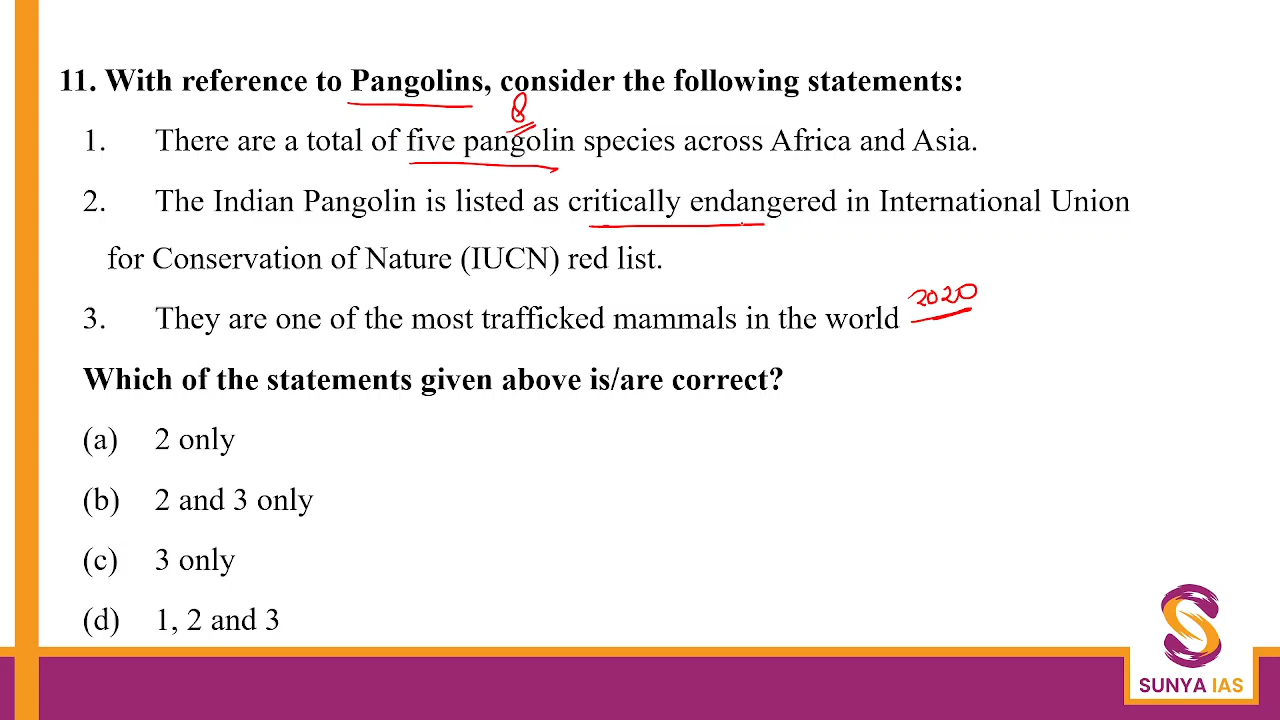 11. With reference to Pangolins, consider the following statements:
8
1. There are a total of five pangolin species across Africa and Asia.
2. The Indian Pangolin is listed as critically endangered in International Union
for Conservation of Nature (IUCN) red list.
2020
3. They are one of the most trafficked mammals in the world
Which of the statements given above is/are correct?
(a) 2 only
(b) 2 and 3 only
(c) 3 only
(d) 1, 2 and 3
SUNYA IAS